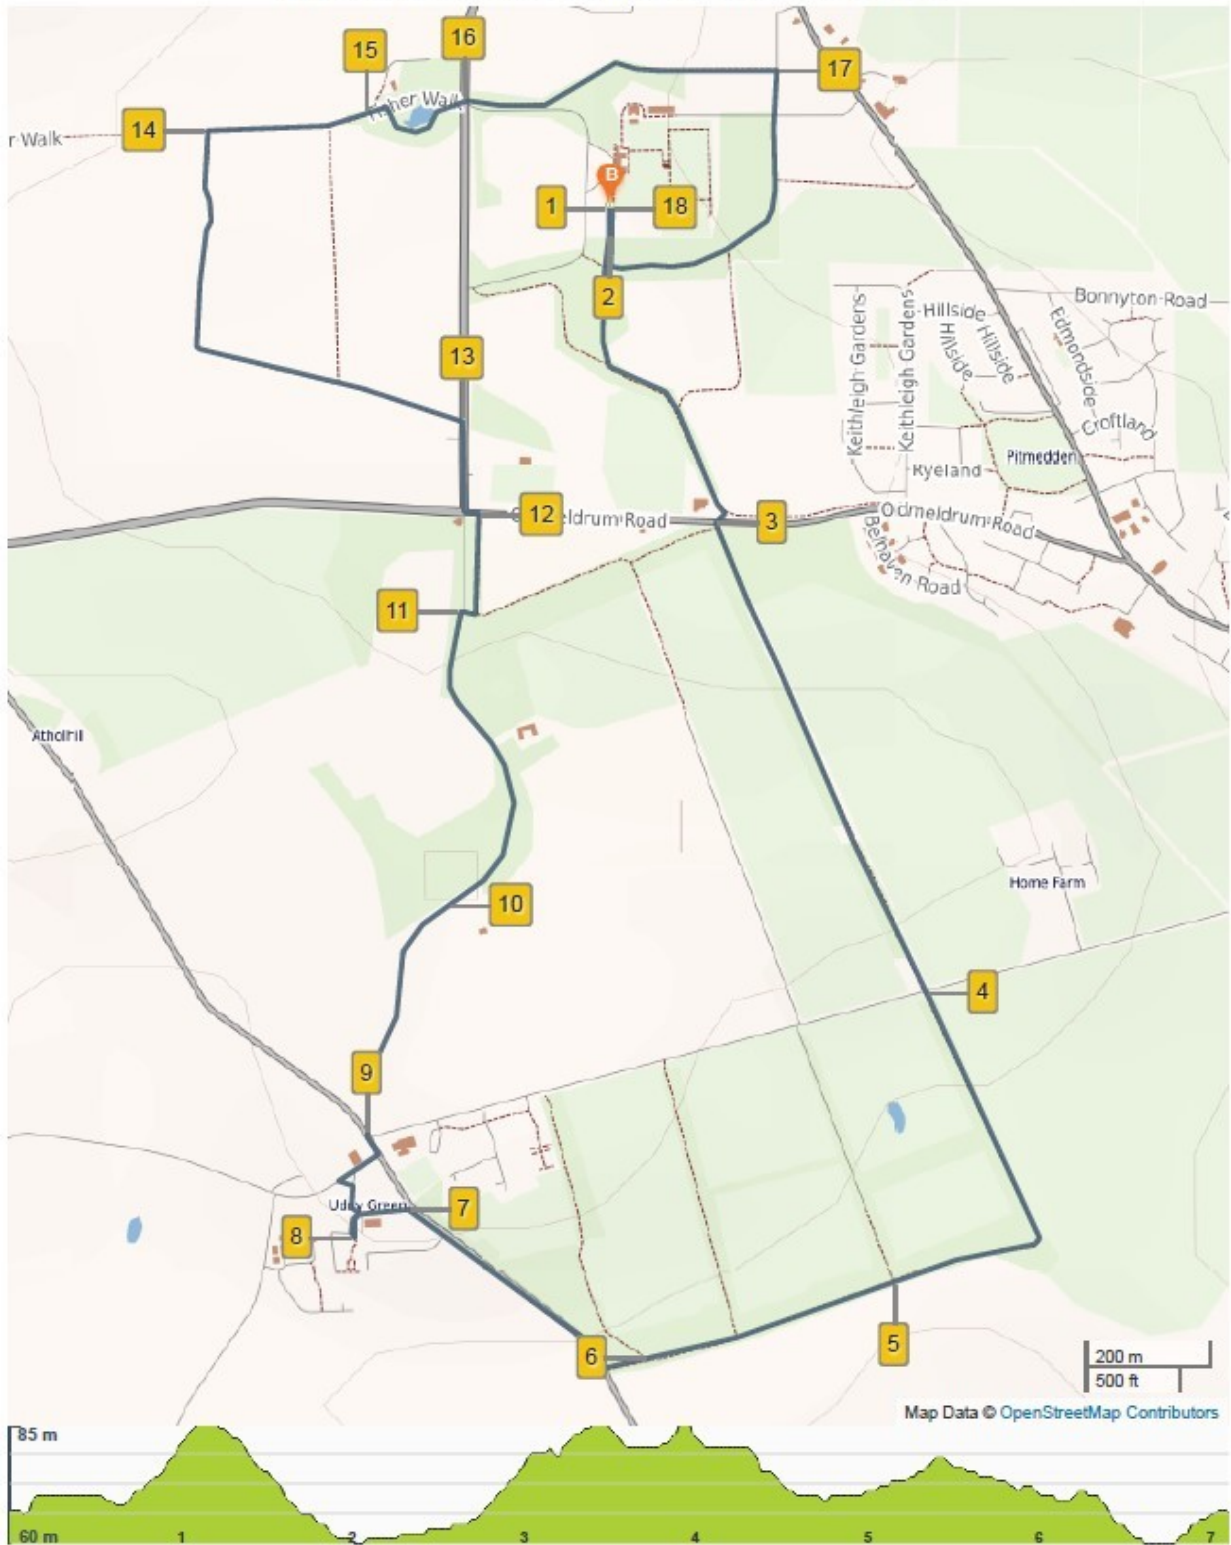 16
15
17
Fisher Walk
14
r Walk
B
1
18
2
Bonnyton Road
Hillside
Hillside
Hillside
Edmondside
Keithleigh Gardens
Keithleigh Gardens
13
Croftland
Pitmedden
Ryeland
12
eldrum Road
3
Oldmeldrum Road
Belhaven Road
11
Atholhill
Home Farm
10
4
9
Udny Green
7
8
6
5
200 m
500 ft
Map Data © OpenStreetMap Contributors
85 m
60 m
1
2
3
4
5
6
7